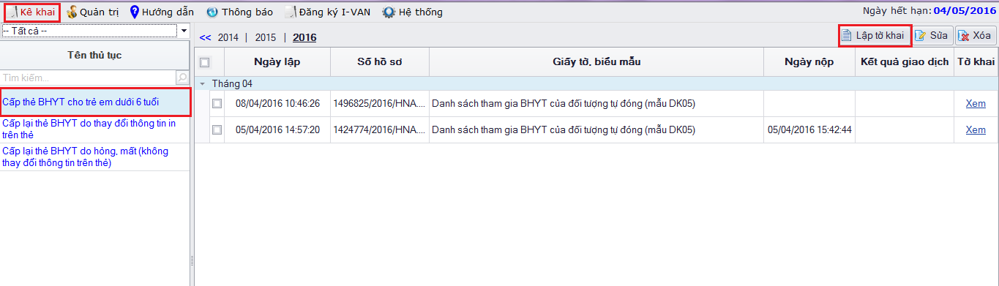 Kê khai Quản trị Hướng dẫn Thông báo Đăng ký I-VAN Hệ thống Ngày hết hạn: 04/05/2016
-- Tất cả --
<< 2014 | 2015 | 2016 Lập tờ khai Sửa Xóa
Tên thủ tục
Tìm kiếm...
Cấp thẻ BHYT cho trẻ em dưới 6 tuổi
Cấp lại thẻ BHYT do thay đổi thông tin in
trên thẻ
Cấp lại thẻ BHYT do hỏng, mất (không
thay đổi thông tin trên thẻ)
Ngày lập Số hồ sơ Giấy tờ, biểu mẫu Ngày nộp Kết quả giao dịch Tờ khai
Tháng 04
08/04/2016 10:46:26 1496825/2016/HNA.... Danh sách tham gia BHYT của đối tượng tự đóng (mẫu DK05) Xem
05/04/2016 14:57:20 1424774/2016/HNA.... Danh sách tham gia BHYT của đối tượng tự đóng (mẫu DK05) 05/04/2016 15:42:44 Xem